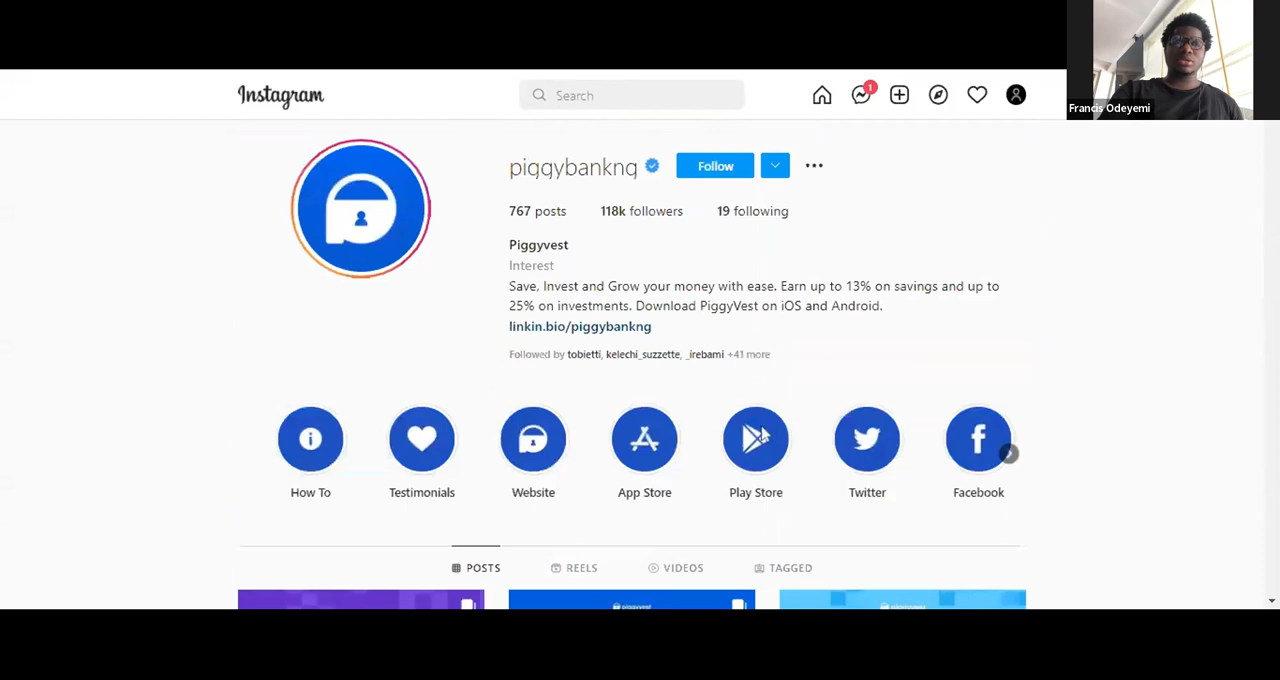 Francis Odeyemi
Instagram
Search
1
piggybankng
Follow
767 posts 118k followers 19 following
Piggyvest
Interest
Save, Invest and Grow your money with ease. Earn up to 13% on savings and up to
25% on investments. Download PiggyVest on iOS and Android.
linkin.bio/piggybankng
Followed by tobietti, kelechi_suzzette, _irebami +41 more
How To Testimonials Website App Store Play Store Twitter Facebook
POSTS REELS VIDEOS TAGGED
piggyvest